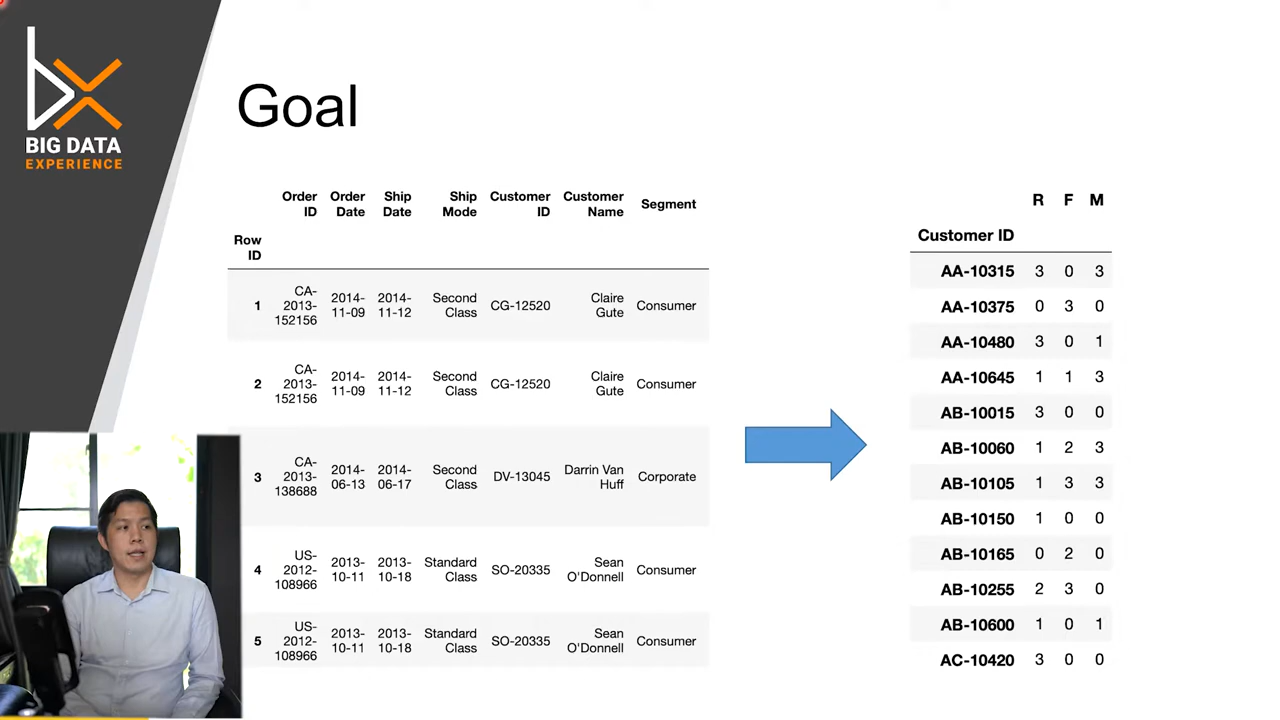 BIG DATA
EXPERIENCE
Goal
Order ID Order Date Ship Date Ship Mode Customer ID Customer Name Segment
Row ID
1 CA-2013-152156 2014-11-09 2014-11-12 Second Class CG-12520 Claire Gute Consumer
2 CA-2013-152156 2014-11-09 2014-11-12 Second Class CG-12520 Claire Gute Consumer
3 CA-2013-138688 2014-06-13 2014-06-17 Second Class DV-13045 Darrin Van Huff Corporate
4 US-2012-108966 2013-10-11 2013-10-18 Standard Class SO-20335 Sean O'Donnell Consumer
5 US-2012-108966 2013-10-11 2013-10-18 Standard Class SO-20335 Sean O'Donnell Consumer
R F M
Customer ID
AA-10315 3 0 3
AA-10375 0 3 0
AA-10480 3 0 1
AA-10645 1 1 3
AB-10015 3 0 0
AB-10060 1 2 3
AB-10105 1 3 3
AB-10150 1 0 0
AB-10165 0 2 0
AB-10255 2 3 0
AB-10600 1 0 1
AC-10420 3 0 0